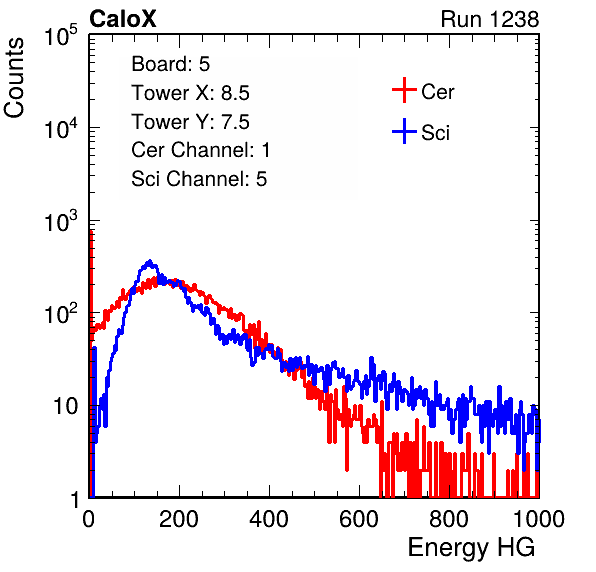 CaloX Run 1238
10^5
Counts
Board: 5
Tower X: 8.5
Tower Y: 7.5
Cer Channel: 1
Sci Channel: 5
Cer
Sci
10^4
10^3
10^2
10
1
0 200 400 600 800 1000
Energy HG